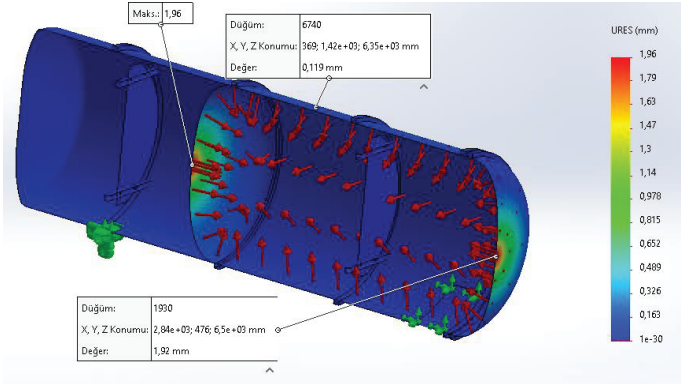 Maks.: 1,96
Düğüm: 6740
X, Y, Z Konumu: 369; 1,42e+03; 6,35e+03 mm
Değer: 0,119 mm
URES (mm)
1,96
1,79
1,63
1,47
1,3
1,14
0,978
0,815
0,652
0,489
0,326
0,163
1e-30
Düğüm: 1930
X, Y, Z Konumu: 2,84e+03; 476; 6,5e+03 mm
Değer: 1,92 mm